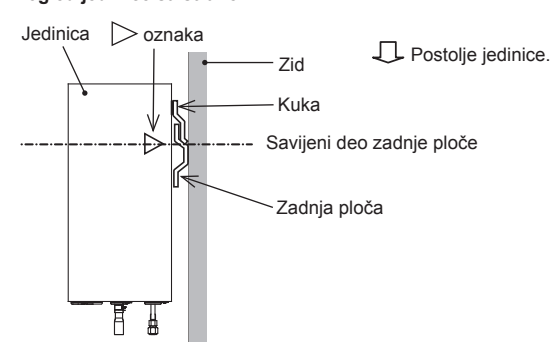 Jedinica
oznaka
Zid
Postolje jedinice.
Kuka
Savijeni deo zadnje ploče
Zadnja ploča